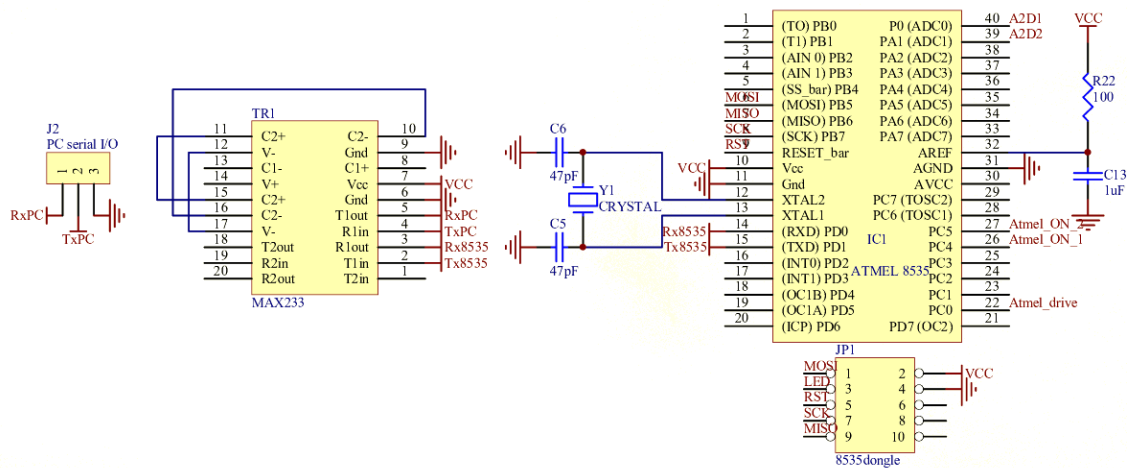 J2
PC serial I/O
1
2
3
RxPC
TxPC
TR1
11 C2+ C2- 10
12 V- Gnd 9
13 C1- C1+ 8
14 V+ Vcc 7 VCC
15 C2+ Gnd 6
16 C2- T1out 5 RxPC
17 V- R1in 4 TxPC
18 T2out R1out 3 Rx8535
19 R2in T1in 2 Tx8535
20 R2out T2in 1
MAX233
C6
47pF
Y1
CRYSTAL
C5
47pF
1 (TO) PB0 P0 (ADC0) 40 A2D1
2 (T1) PB1 PA1 (ADC1) 39 A2D2
3 (AIN 0) PB2 PA2 (ADC2) 38
4 (AIN 1) PB3 PA3 (ADC3) 37
5 (SS_bar) PB4 PA4 (ADC4) 36
MOSI 6 (MOSI) PB5 PA5 (ADC5) 35
MISO 7 (MISO) PB6 PA6 (ADC6) 34
SCK 8 (SCK) PB7 PA7 (ADC7) 33
RST 9 RESET_bar AREF 32
VCC 10 Vcc AGND 31
11 Gnd AVCC 30
12 XTAL2 PC7 (TOSC2) 29
13 XTAL1 PC6 (TOSC1) 28
Rx8535 14 (RXD) PD0 PC5 27 Atmel_ON_2
Tx8535 15 (TXD) PD1 IC1 PC4 26 Atmel_ON_1
16 (INT0) PD2 PC3 25
17 (INT1) PD3 ATMEL 8535 PC2 24
18 (OC1B) PD4 PC1 23
19 (OC1A) PD5 PC0 22 Atmel_drive
20 (ICP) PD6 PD7 (OC2) 21
VCC
R22
100
C13
1uF
JP1
MOSI 1 2 VCC
LED 3 4
RST 5 6
SCK 7 8
MISO 9 10
8535dongle